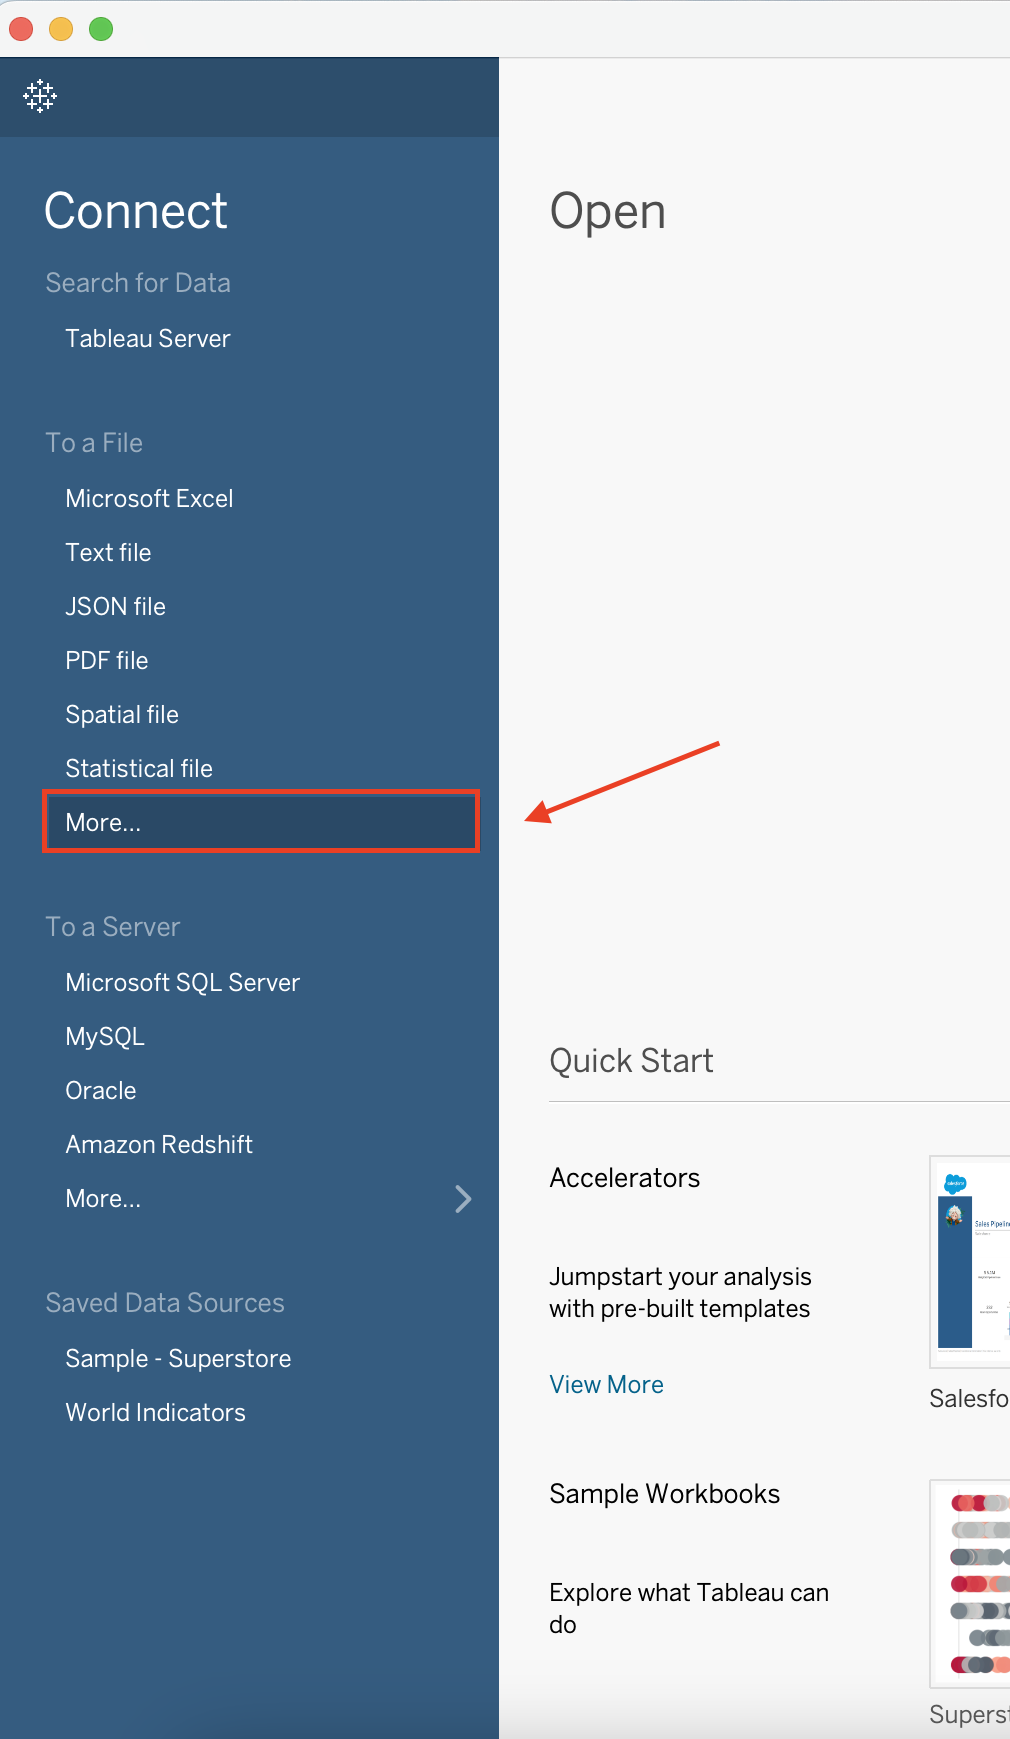 Connect
Search for Data
Tableau Server
To a File
Microsoft Excel
Text file
JSON file
PDF file
Spatial file
Statistical file
More...
To a Server
Microsoft SQL Server
MySQL
Oracle
Amazon Redshift
More...
Saved Data Sources
Sample - Superstore
World Indicators
Open
Quick Start
Accelerators
Jumpstart your analysis
with pre-built templates
View More
salesforce
Sales Pipelin
Salesfo
Sample Workbooks
Explore what Tableau can
do
Superst